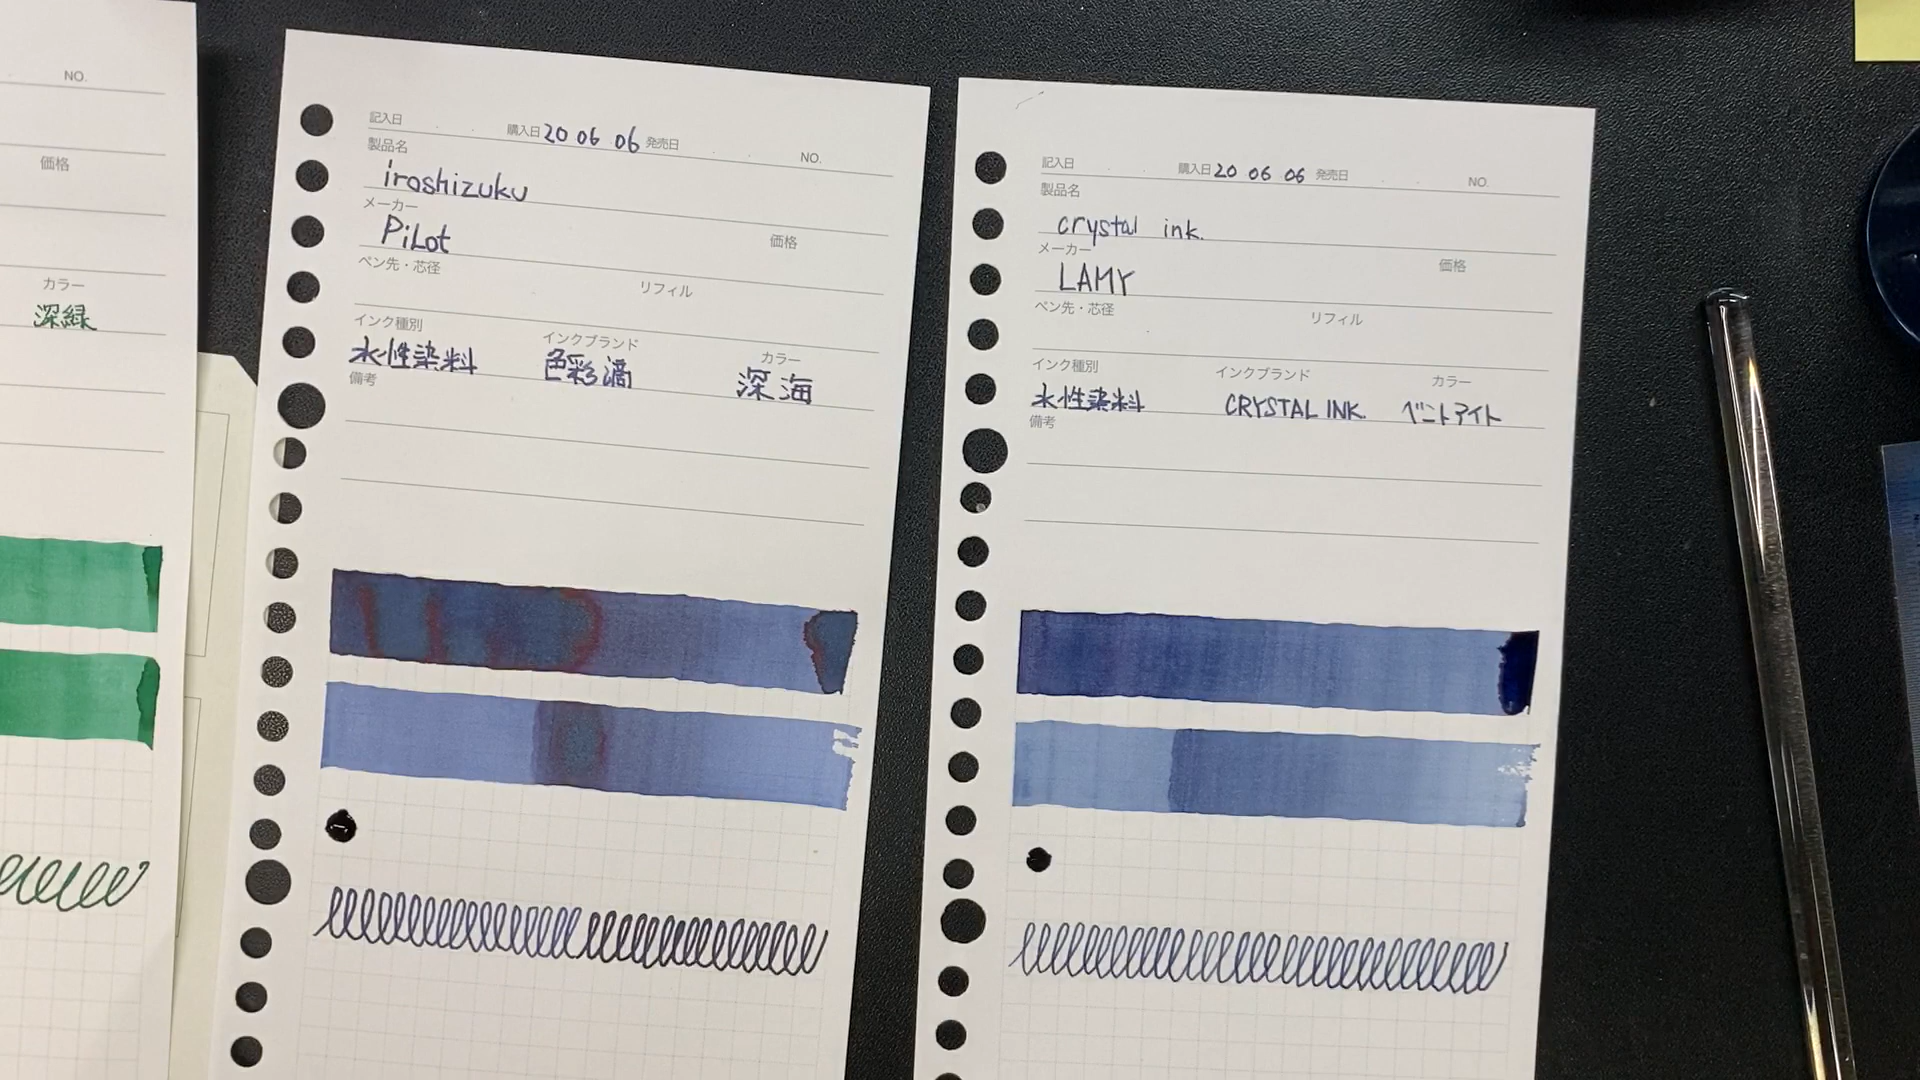 NO.
価格
カラー
深緑
記入日 購入日 20 06 06 発売日 NO.
製品名
iroshizuku
メーカー
PiLot 価格
ペン先・芯径 リフィル
インク種別 インクブランド カラー
水性染料 色彩滴 深海
備考
記入日 購入日 20 06 06 発売日 NO.
製品名
crystal ink.
メーカー
LAMY 価格
ペン先・芯径 リフィル
インク種別 インクブランド カラー
水性染料 CRYSTAL INK. ベニトアイト
備考